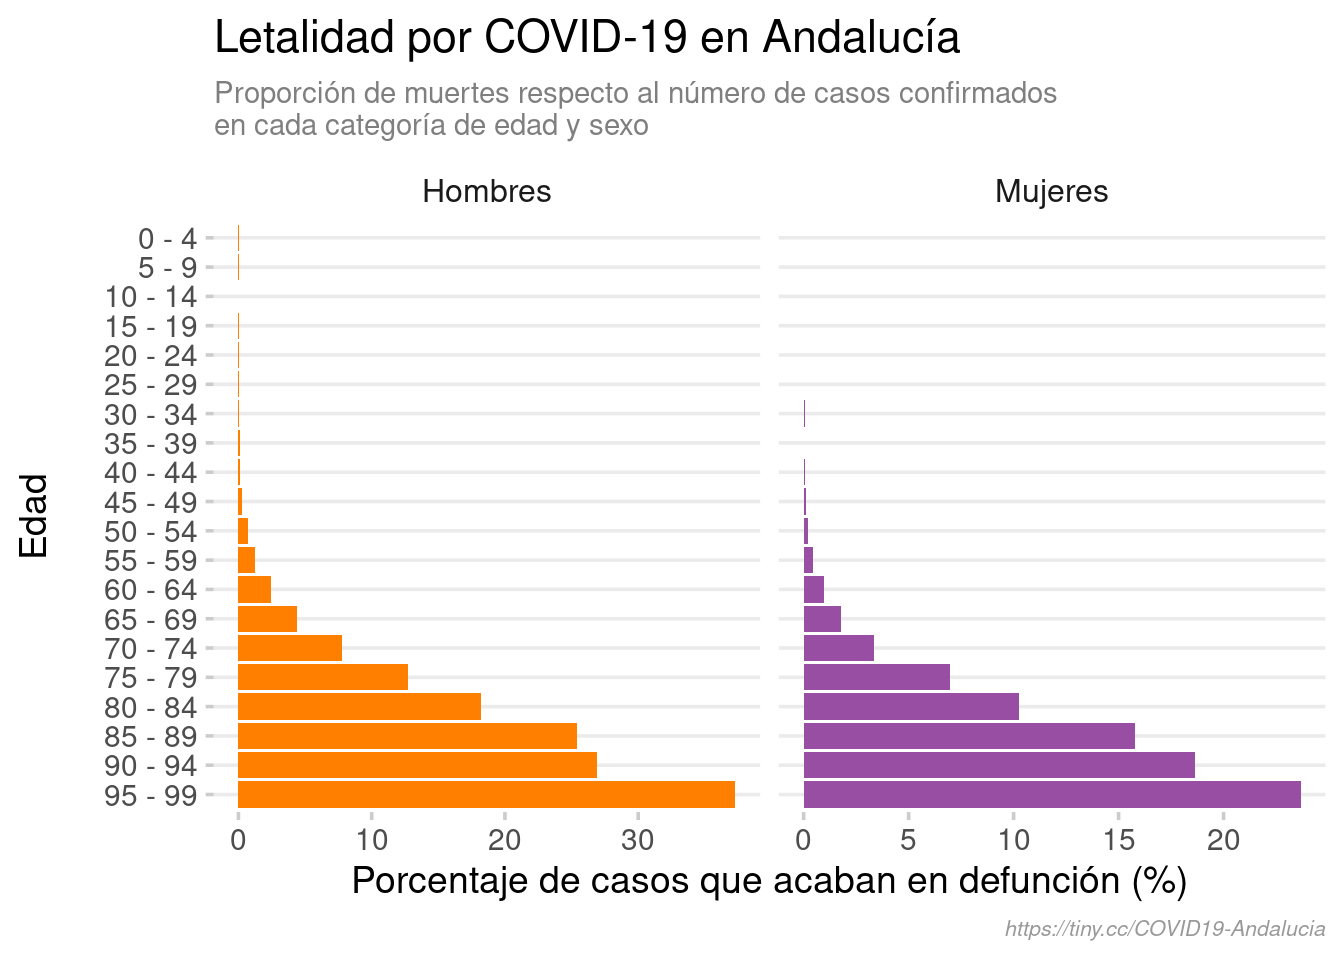 Letalidad por COVID-19 en Andalucía
Proporción de muertes respecto al número de casos confirmados
en cada categoría de edad y sexo
Hombres
Mujeres
Edad
0 - 4
5 - 9
10 - 14
15 - 19
20 - 24
25 - 29
30 - 34
35 - 39
40 - 44
45 - 49
50 - 54
55 - 59
60 - 64
65 - 69
70 - 74
75 - 79
80 - 84
85 - 89
90 - 94
95 - 99
0 10 20 30
0 5 10 15 20
Porcentaje de casos que acaban en defunción (%)
https://tiny.cc/COVID19-Andalucia